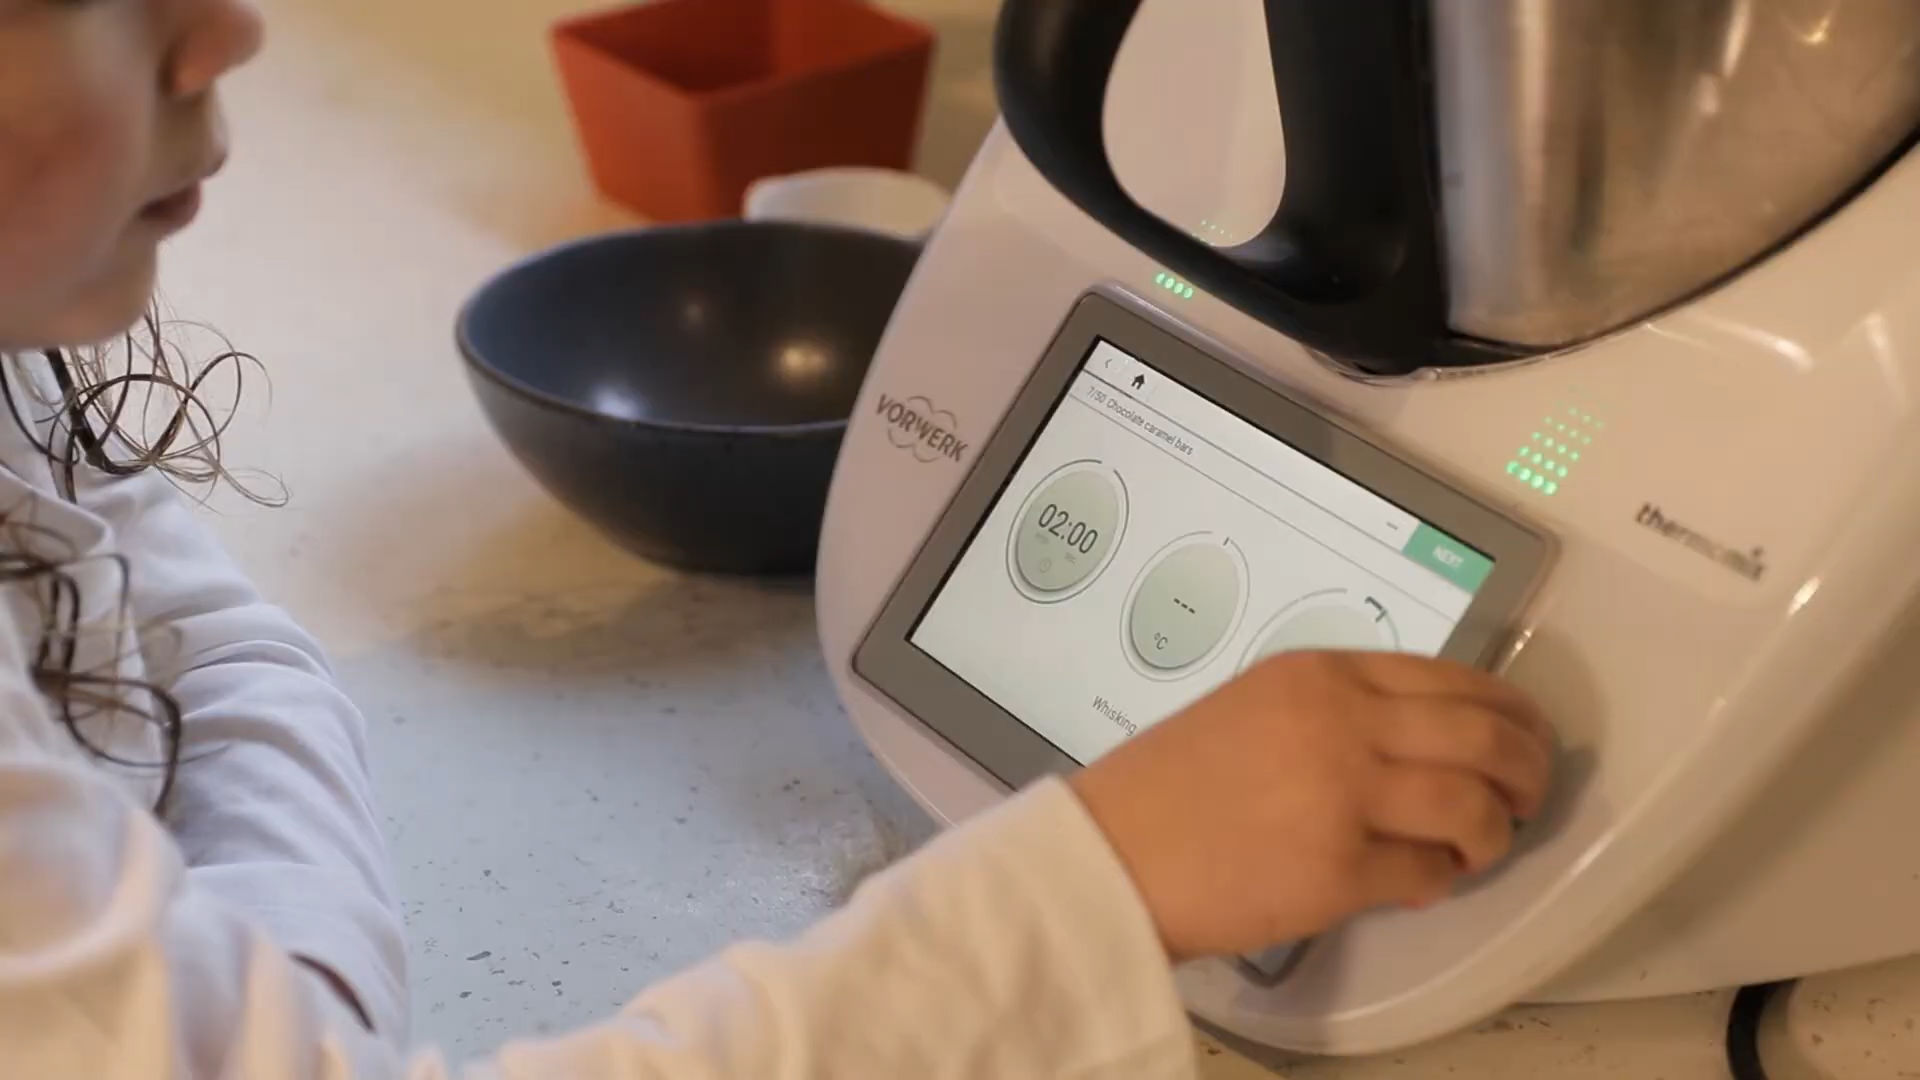 7/50 Chocolate caramel bars
NEXT
02:00
---
°C
Whisking
VORWERK
thermomix